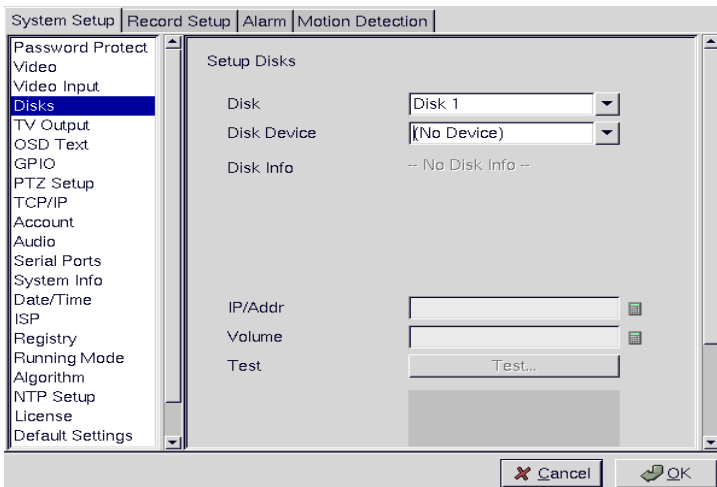 System Setup Record Setup Alarm Motion Detection
Password Protect
Video
Video Input
Disks
TV Output
OSD Text
GPIO
PTZ Setup
TCP/IP
Account
Audio
Serial Ports
System Info
Date/Time
ISP
Registry
Running Mode
Algorithm
NTP Setup
License
Default Settings
Setup Disks
Disk Disk 1
Disk Device (No Device)
Disk Info -- No Disk Info --
IP/Addr
Volume
Test Test...
Cancel OK